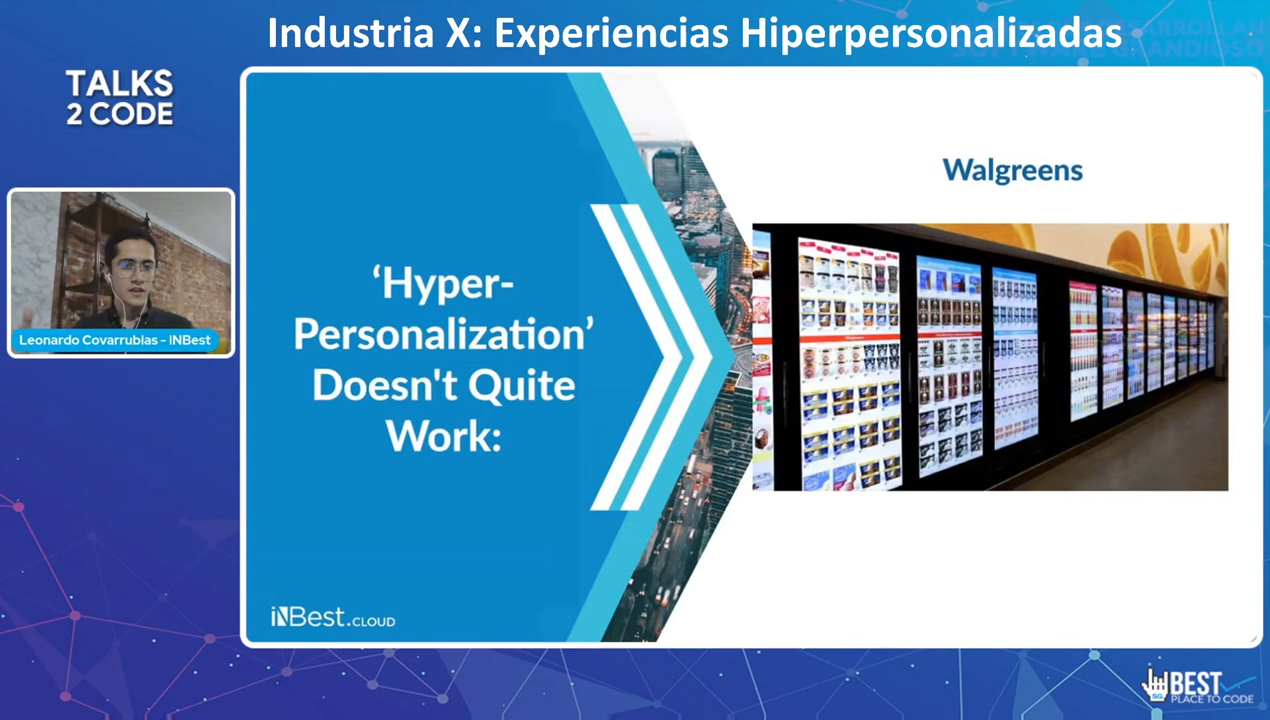 Industria X: Experiencias Hiperpersonalizadas
TALKS
2 CODE
Leonardo Covarrubias - INBest
‘Hyper-
Personalization’
Doesn't Quite
Work:
Walgreens
iNBest.CLOUD
SG
BEST
PLACE TO CODE